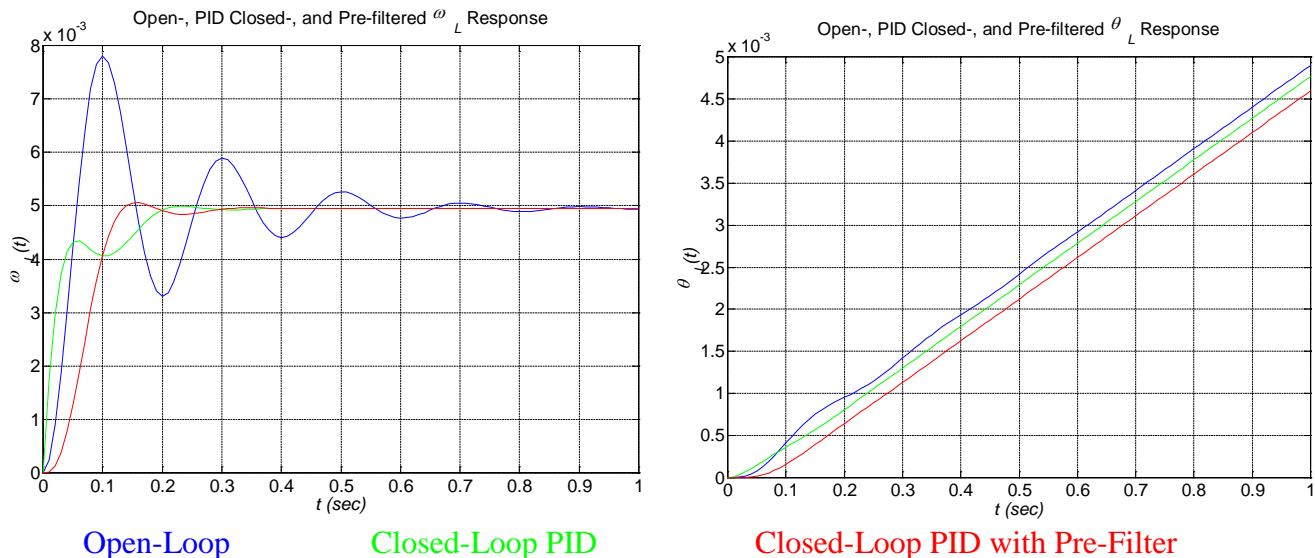 Open-, PID Closed-, and Pre-filtered ω_L Response
x 10^-3
8
7
6
5
4
3
2
1
0
ω_L(t)
0 0.1 0.2 0.3 0.4 0.5 0.6 0.7 0.8 0.9 1
t (sec)
Open-, PID Closed-, and Pre-filtered θ_L Response
x 10^-3
5
4.5
4
3.5
3
2.5
2
1.5
1
0.5
0
θ_L(t)
0 0.1 0.2 0.3 0.4 0.5 0.6 0.7 0.8 0.9 1
t (sec)
Open-Loop Closed-Loop PID Closed-Loop PID with Pre-Filter